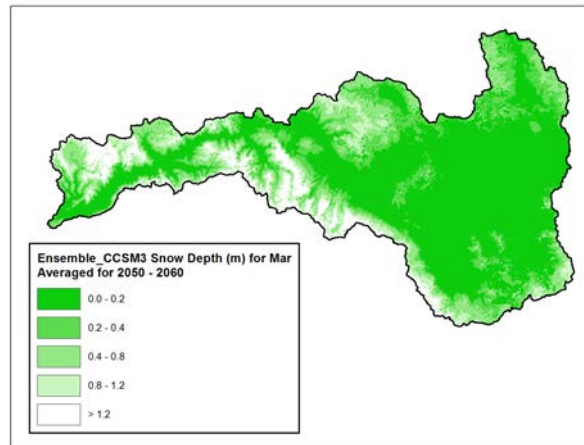 Ensemble_CCSM3 Snow Depth (m) for Mar
Averaged for 2050 - 2060
0.0 - 0.2
0.2 - 0.4
0.4 - 0.8
0.8 - 1.2
> 1.2